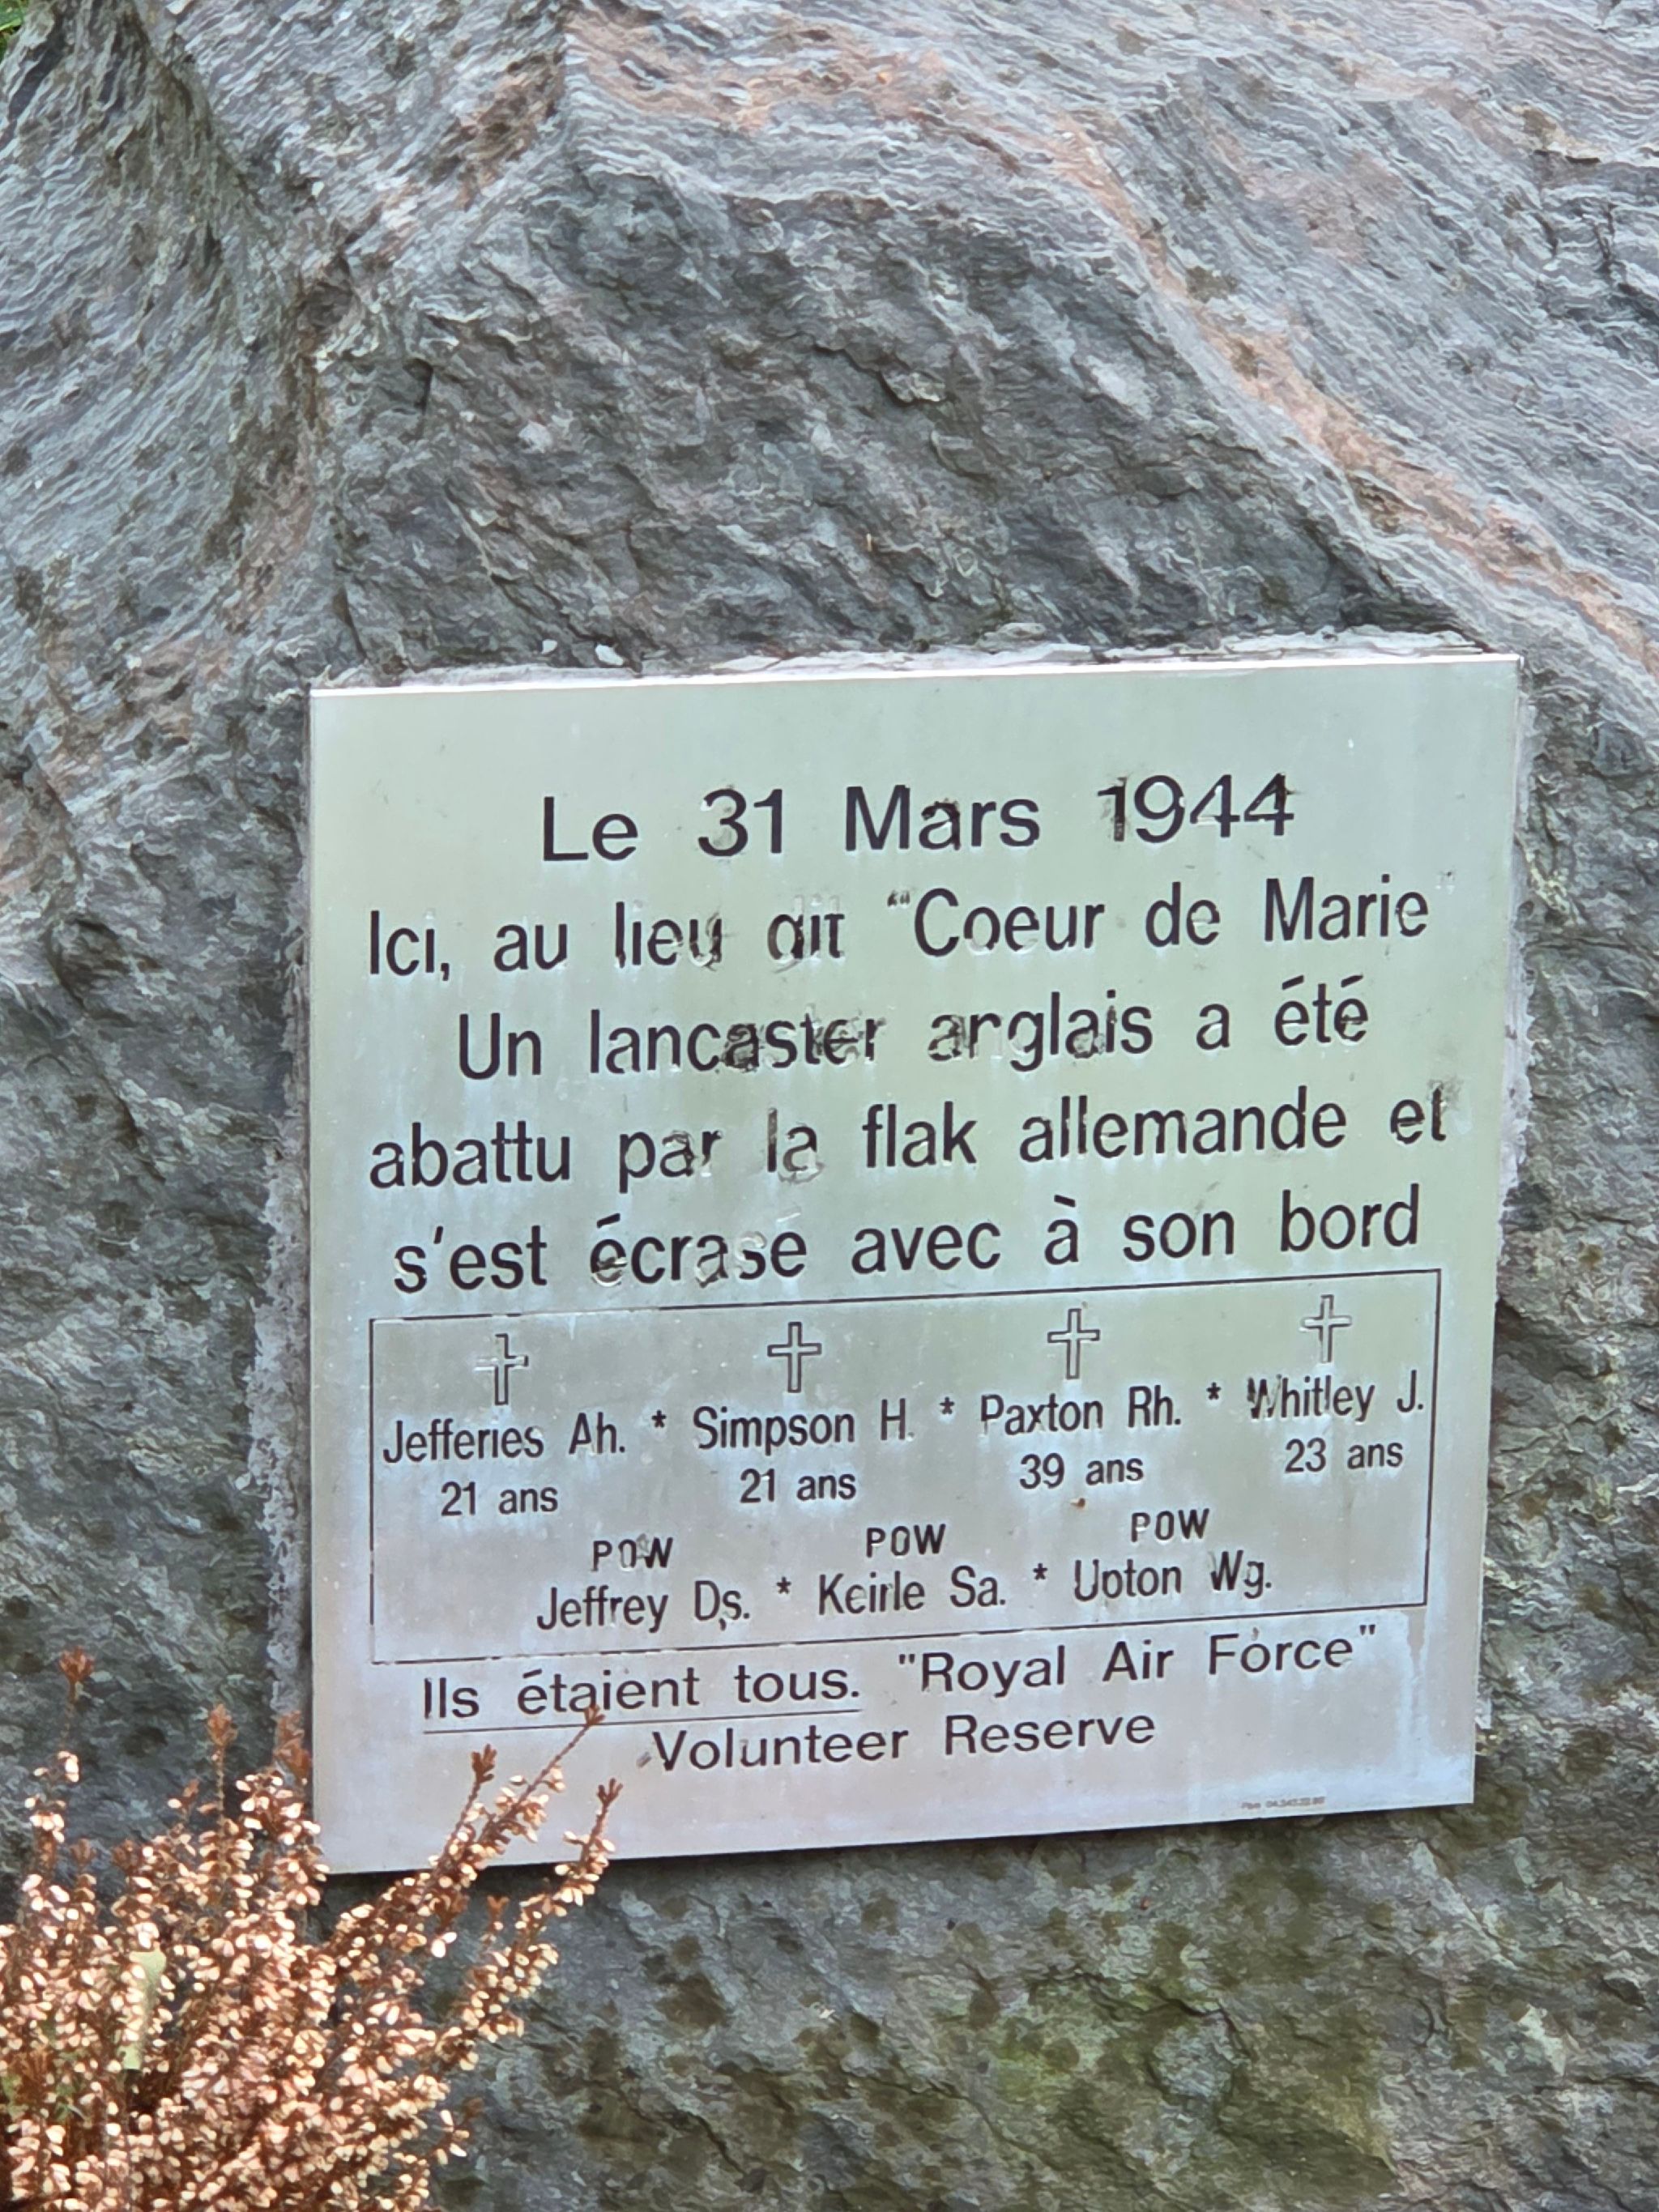 Le 31 Mars 1944
Ici, au lieu dit "Coeur de Marie"
Un lancaster anglais a été
abattu par la flak allemande et
s'est écrasé avec à son bord
Jefferies Ah. * Simpson H. * Paxton Rh. * Whitley J.
21 ans 21 ans 39 ans 23 ans
POW POW POW
Jeffrey Ds. * Keirle Sa. * Upton Wg.
Ils étaient tous. "Royal Air Force"
Volunteer Reserve